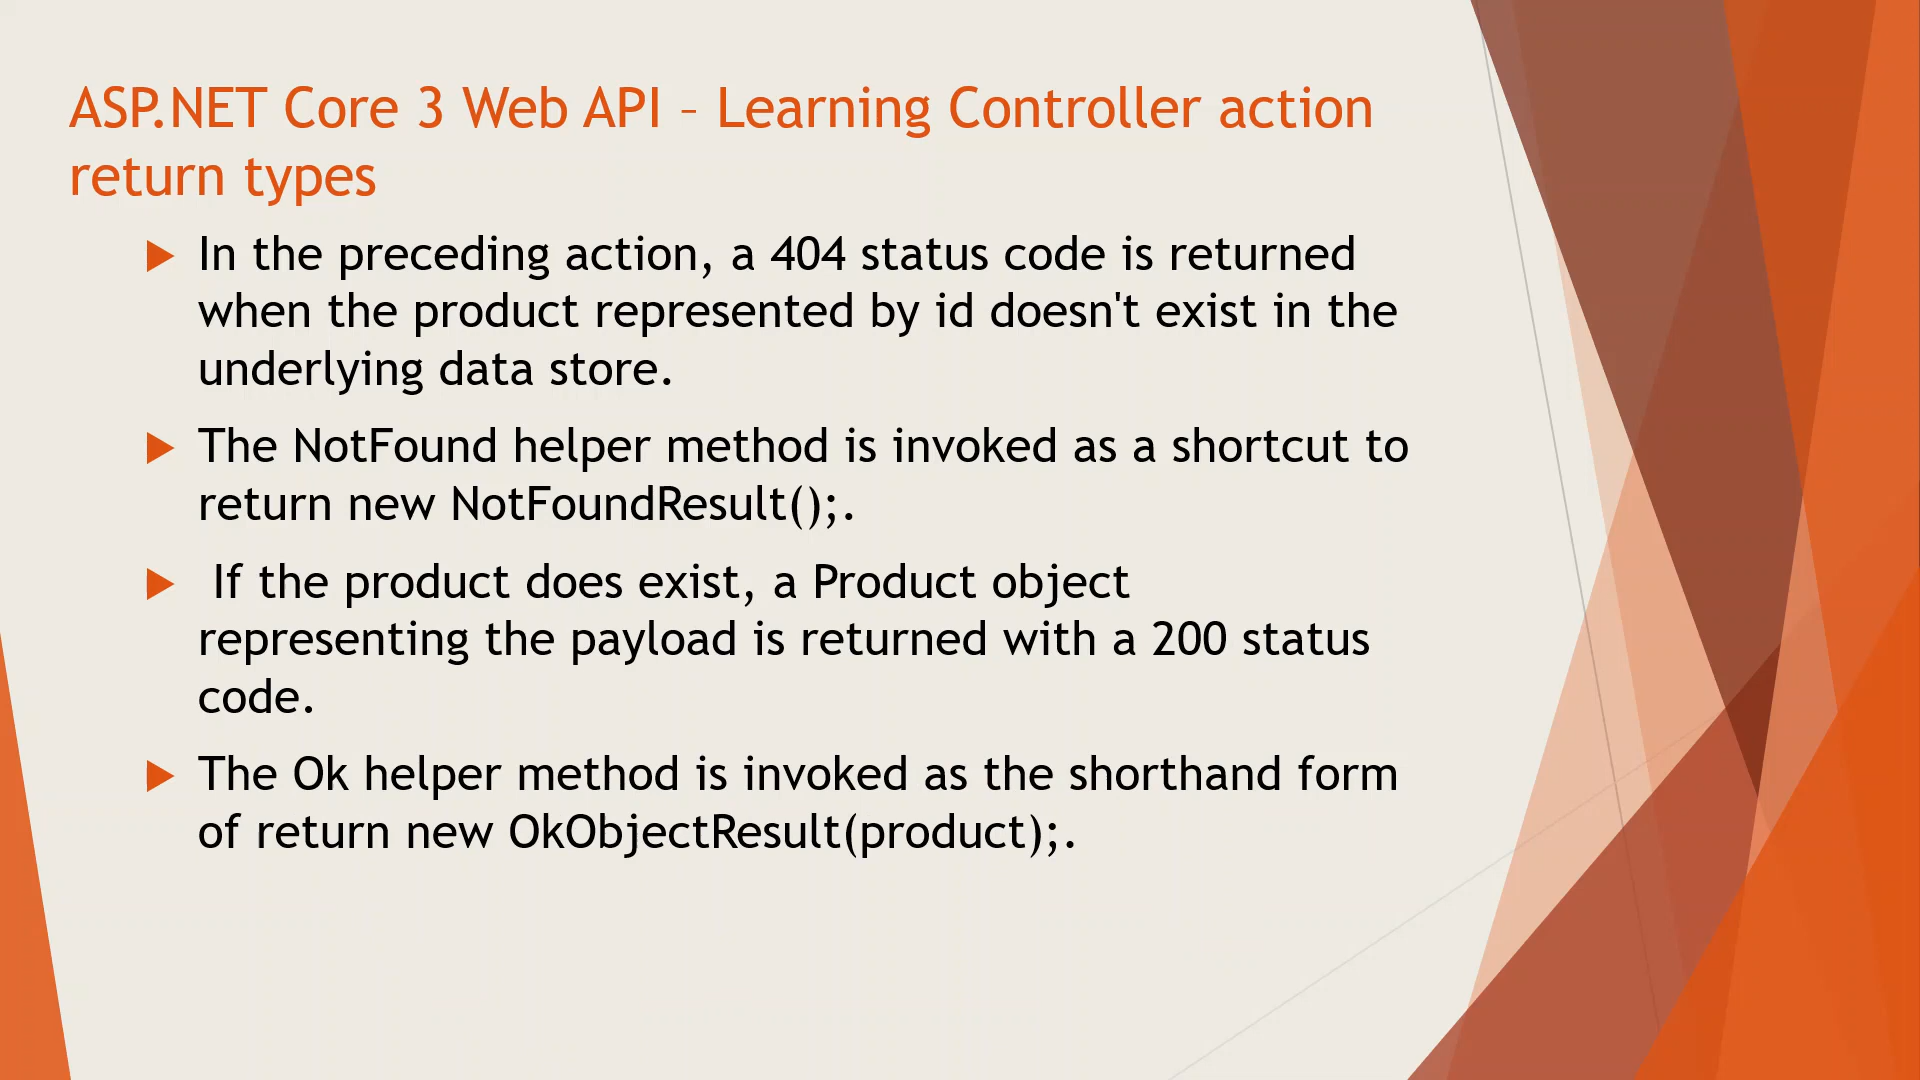 ASP.NET Core 3 Web API – Learning Controller action
return types
In the preceding action, a 404 status code is returned
when the product represented by id doesn't exist in the
underlying data store.
The NotFound helper method is invoked as a shortcut to
return new NotFoundResult();.
If the product does exist, a Product object
representing the payload is returned with a 200 status
code.
The Ok helper method is invoked as the shorthand form
of return new OkObjectResult(product);.